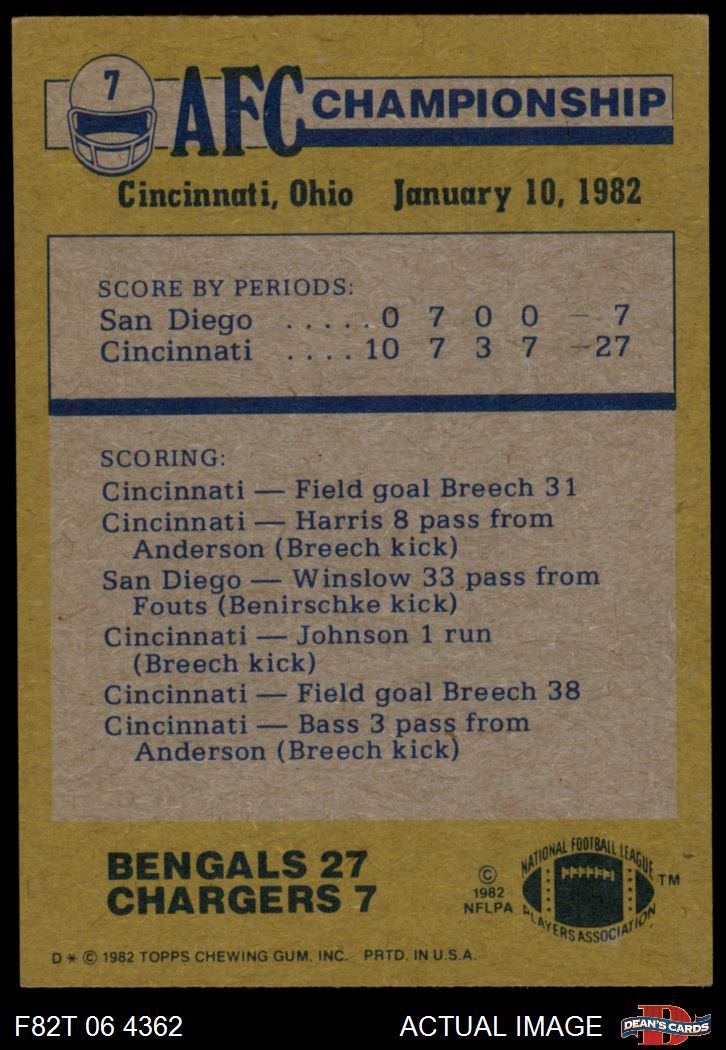 7
AFC CHAMPIONSHIP
Cincinnati, Ohio January 10, 1982
SCORE BY PERIODS:
San Diego .....0 7 0 0 – 7
Cincinnati ....10 7 3 7 –27
SCORING:
Cincinnati — Field goal Breech 31
Cincinnati — Harris 8 pass from
Anderson (Breech kick)
San Diego — Winslow 33 pass from
Fouts (Benirschke kick)
Cincinnati — Johnson 1 run
(Breech kick)
Cincinnati — Field goal Breech 38
Cincinnati — Bass 3 pass from
Anderson (Breech kick)
BENGALS 27
CHARGERS 7
© 1982
NFLPA
NATIONAL FOOTBALL LEAGUE
PLAYERS ASSOCIATION
TM
D * © 1982 TOPPS CHEWING GUM, INC. PRTD. IN U.S.A.
F82T 06 4362
ACTUAL IMAGE
D
DEAN'S CARDS